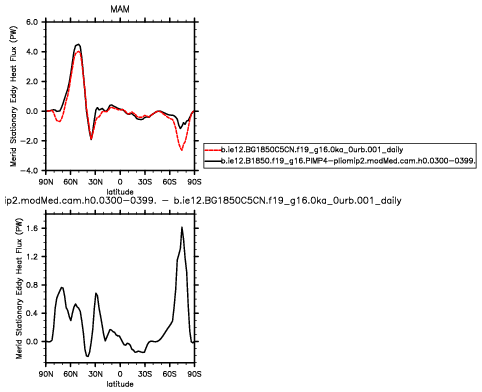 MAM
Merid Stationary Eddy Heat Flux (PW)
6.0
4.0
2.0
0.0
−2.0
−4.0
90N 60N 30N 0 30S 60S 90S
latitude
b.ie12.BG1850C5CN.f19_g16.0ka_0urb.001_daily
b.ie12.B1850.f19_g16.PIMP4-pliomip2.modMed.cam.h0.0300-0399.
ip2.modMed.cam.h0.0300-0399. − b.ie12.BG1850C5CN.f19_g16.0ka_0urb.001_daily
Merid Stationary Eddy Heat Flux (PW)
1.6
1.2
0.8
0.4
0.0
90N 60N 30N 0 30S 60S 90S
latitude